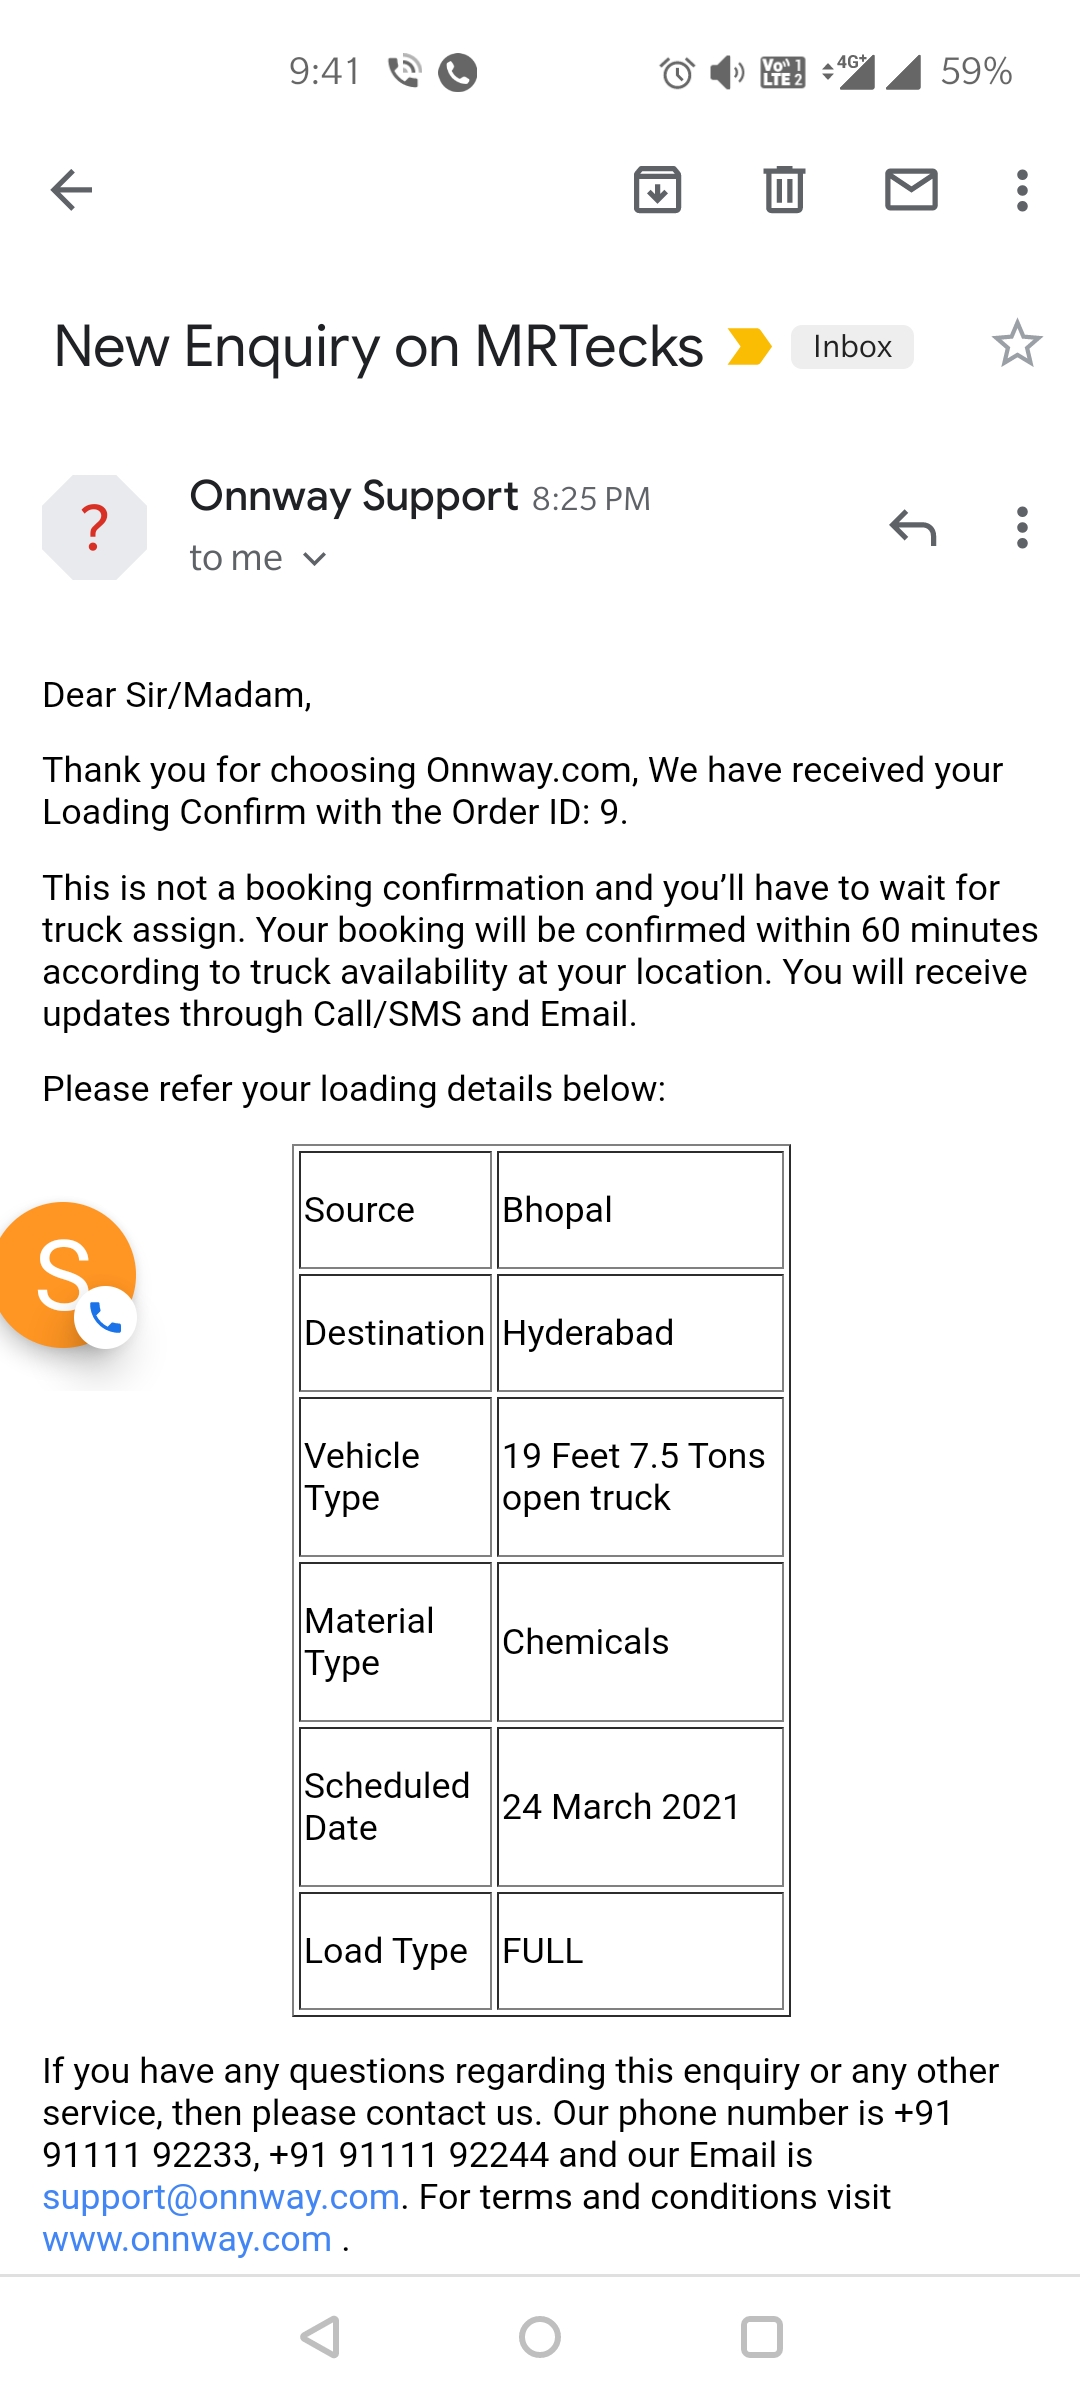 9:41
Vo)) 1
LTE 2
4G+
59%
New Enquiry on MRTecks
Inbox
?
Onnway Support 8:25 PM
to me
Dear Sir/Madam,
Thank you for choosing Onnway.com, We have received your
Loading Confirm with the Order ID: 9.
This is not a booking confirmation and you’ll have to wait for
truck assign. Your booking will be confirmed within 60 minutes
according to truck availability at your location. You will receive
updates through Call/SMS and Email.
Please refer your loading details below:
Source Bhopal
S
Destination Hyderabad
Vehicle
Type
19 Feet 7.5 Tons
open truck
Material
Type
Chemicals
Scheduled
Date
24 March 2021
Load Type FULL
If you have any questions regarding this enquiry or any other
service, then please contact us. Our phone number is +91
91111 92233, +91 91111 92244 and our Email is
support@onnway.com. For terms and conditions visit
www.onnway.com .